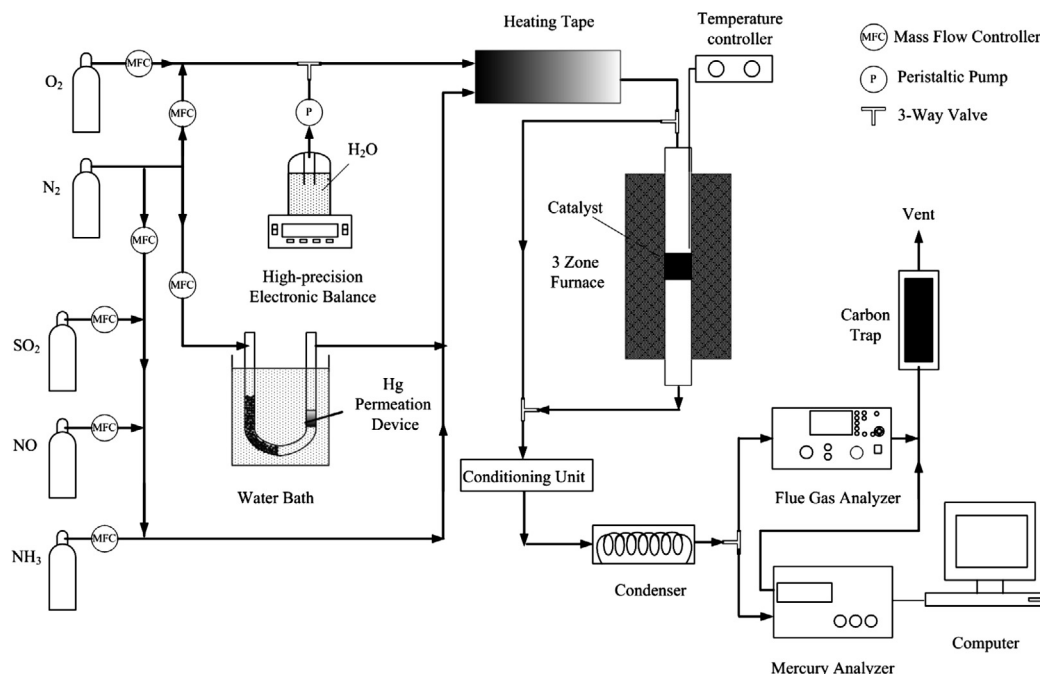 Heating Tape
Temperature
controller
MFC
Mass Flow Controller
P
Peristaltic Pump
3-Way Valve
O2
MFC
MFC
P
H2O
N2
MFC
MFC
High-precision
Electronic Balance
Catalyst
3 Zone
Furnace
Vent
Carbon
Trap
SO2
MFC
Hg
Permeation
Device
NO
MFC
Water Bath
Conditioning Unit
Flue Gas Analyzer
NH3
MFC
Condenser
Computer
Mercury Analyzer